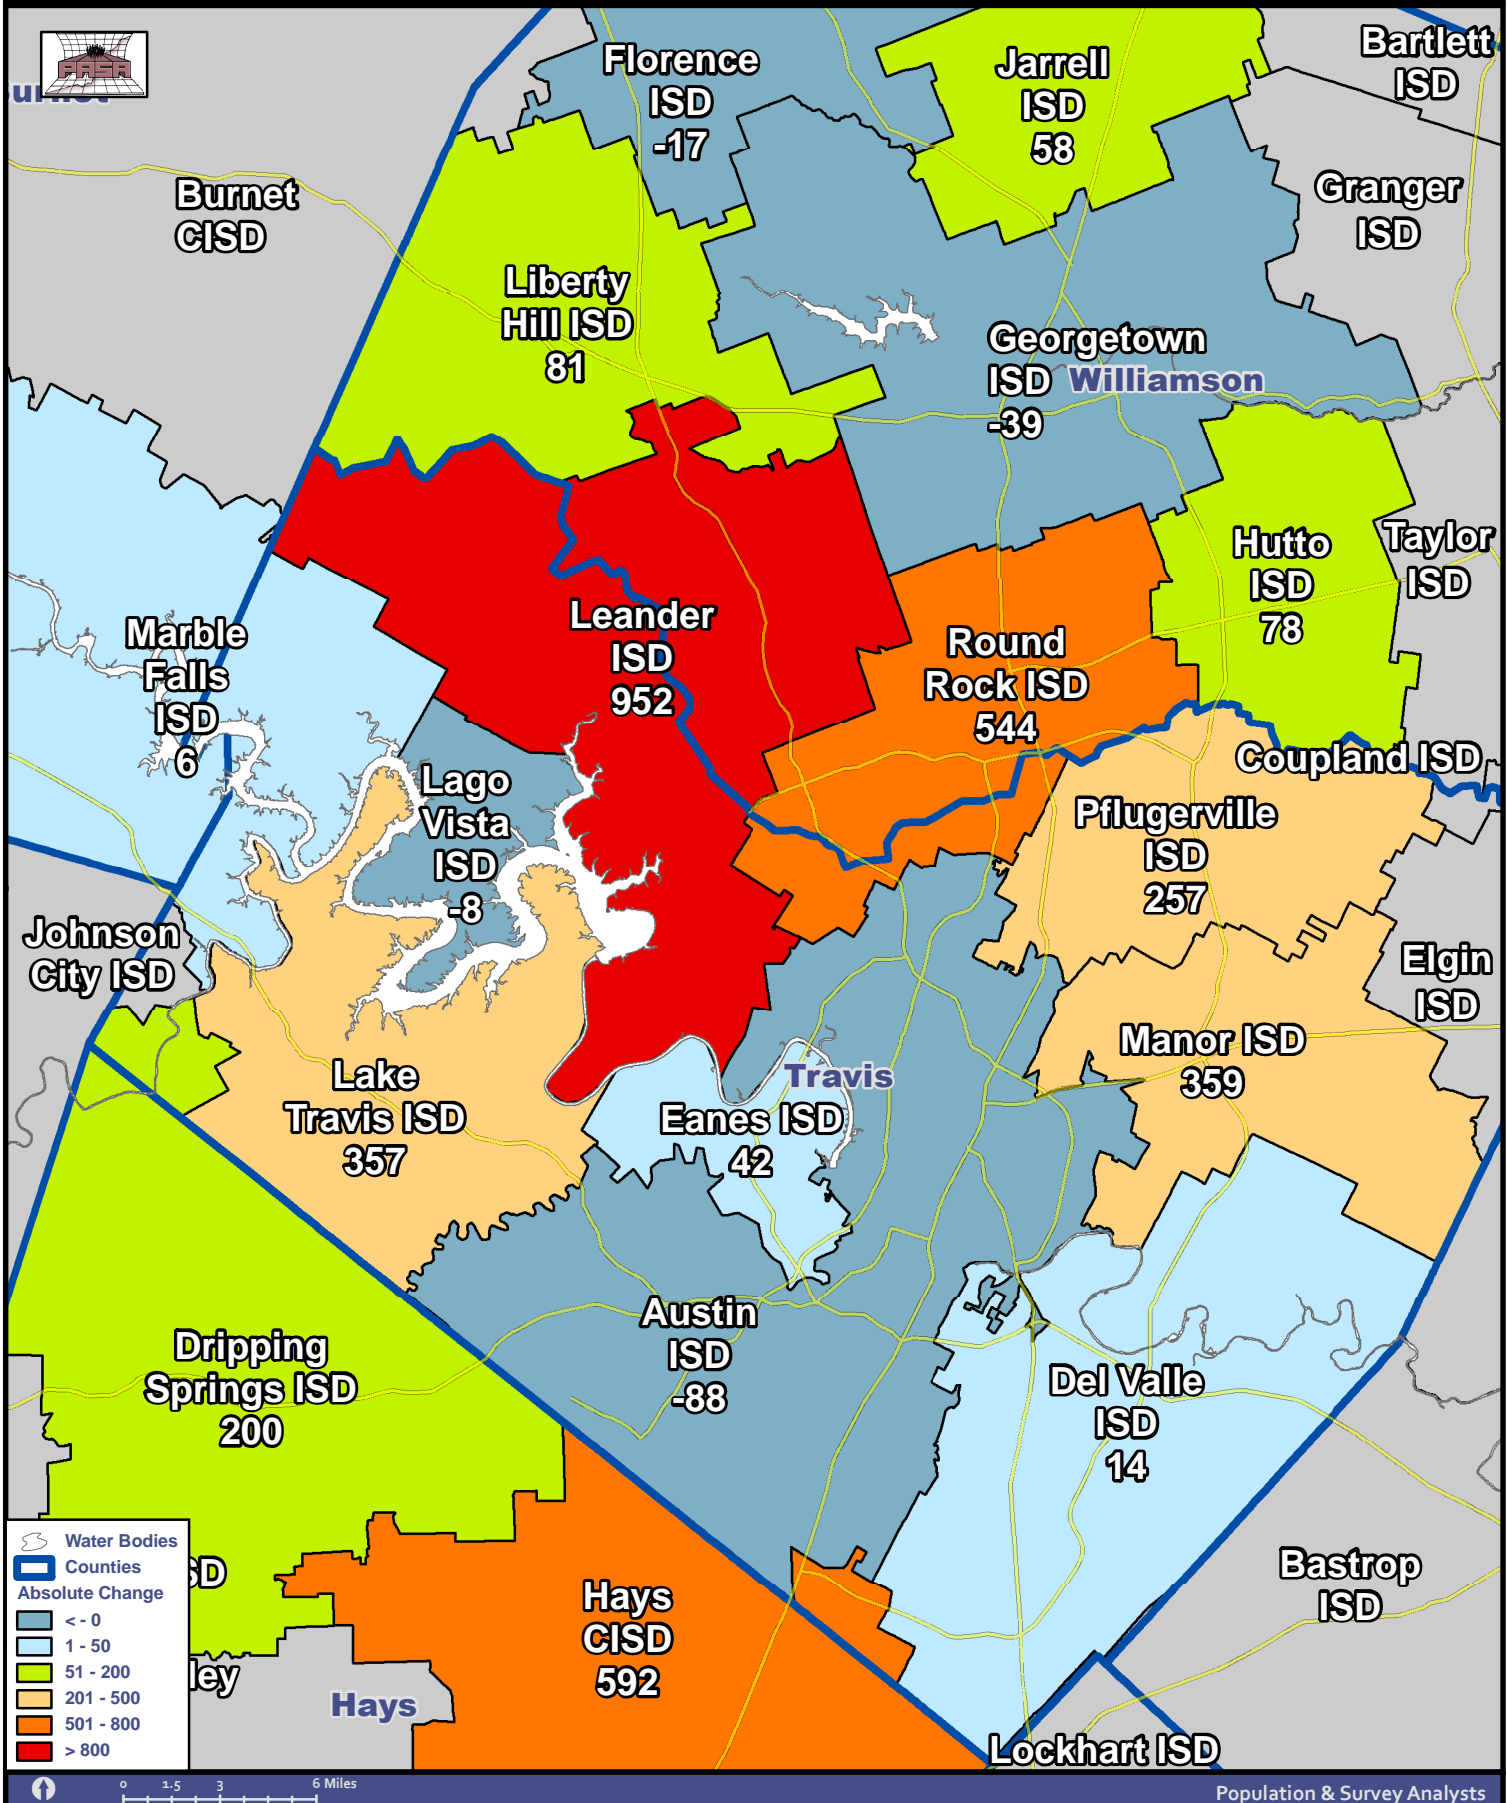 PASA
Florence
ISD
-17
Jarrell
ISD
58
Bartlett
ISD
Burnet
CISD
Granger
ISD
Liberty
Hill ISD
81
Georgetown
ISD
-39
Williamson
Hutto
ISD
78
Taylor
ISD
Marble
Falls
ISD
6
Leander
ISD
952
Round
Rock ISD
544
Coupland ISD
Lago
Vista
ISD
-8
Pflugerville
ISD
257
Johnson
City ISD
Elgin
ISD
Manor ISD
359
Lake
Travis ISD
357
Travis
Eanes ISD
42
Austin
ISD
-88
Dripping
Springs ISD
200
Del Valle
ISD
14
Bastrop
ISD
Hays
CISD
592
Hays
Lockhart ISD
SD
ley
Water Bodies
Counties
Absolute Change
< - 0
1 - 50
51 - 200
201 - 500
501 - 800
> 800
0 1.5 3 6 Miles
Population & Survey Analysts